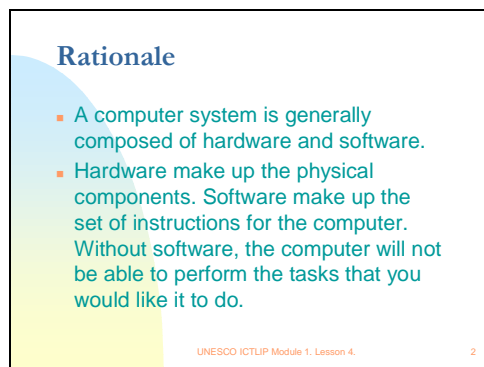 Rationale
A computer system is generally
composed of hardware and software.
Hardware make up the physical
components. Software make up the
set of instructions for the computer.
Without software, the computer will not
be able to perform the tasks that you
would like it to do.
UNESCO ICTLIP Module 1. Lesson 4. 2